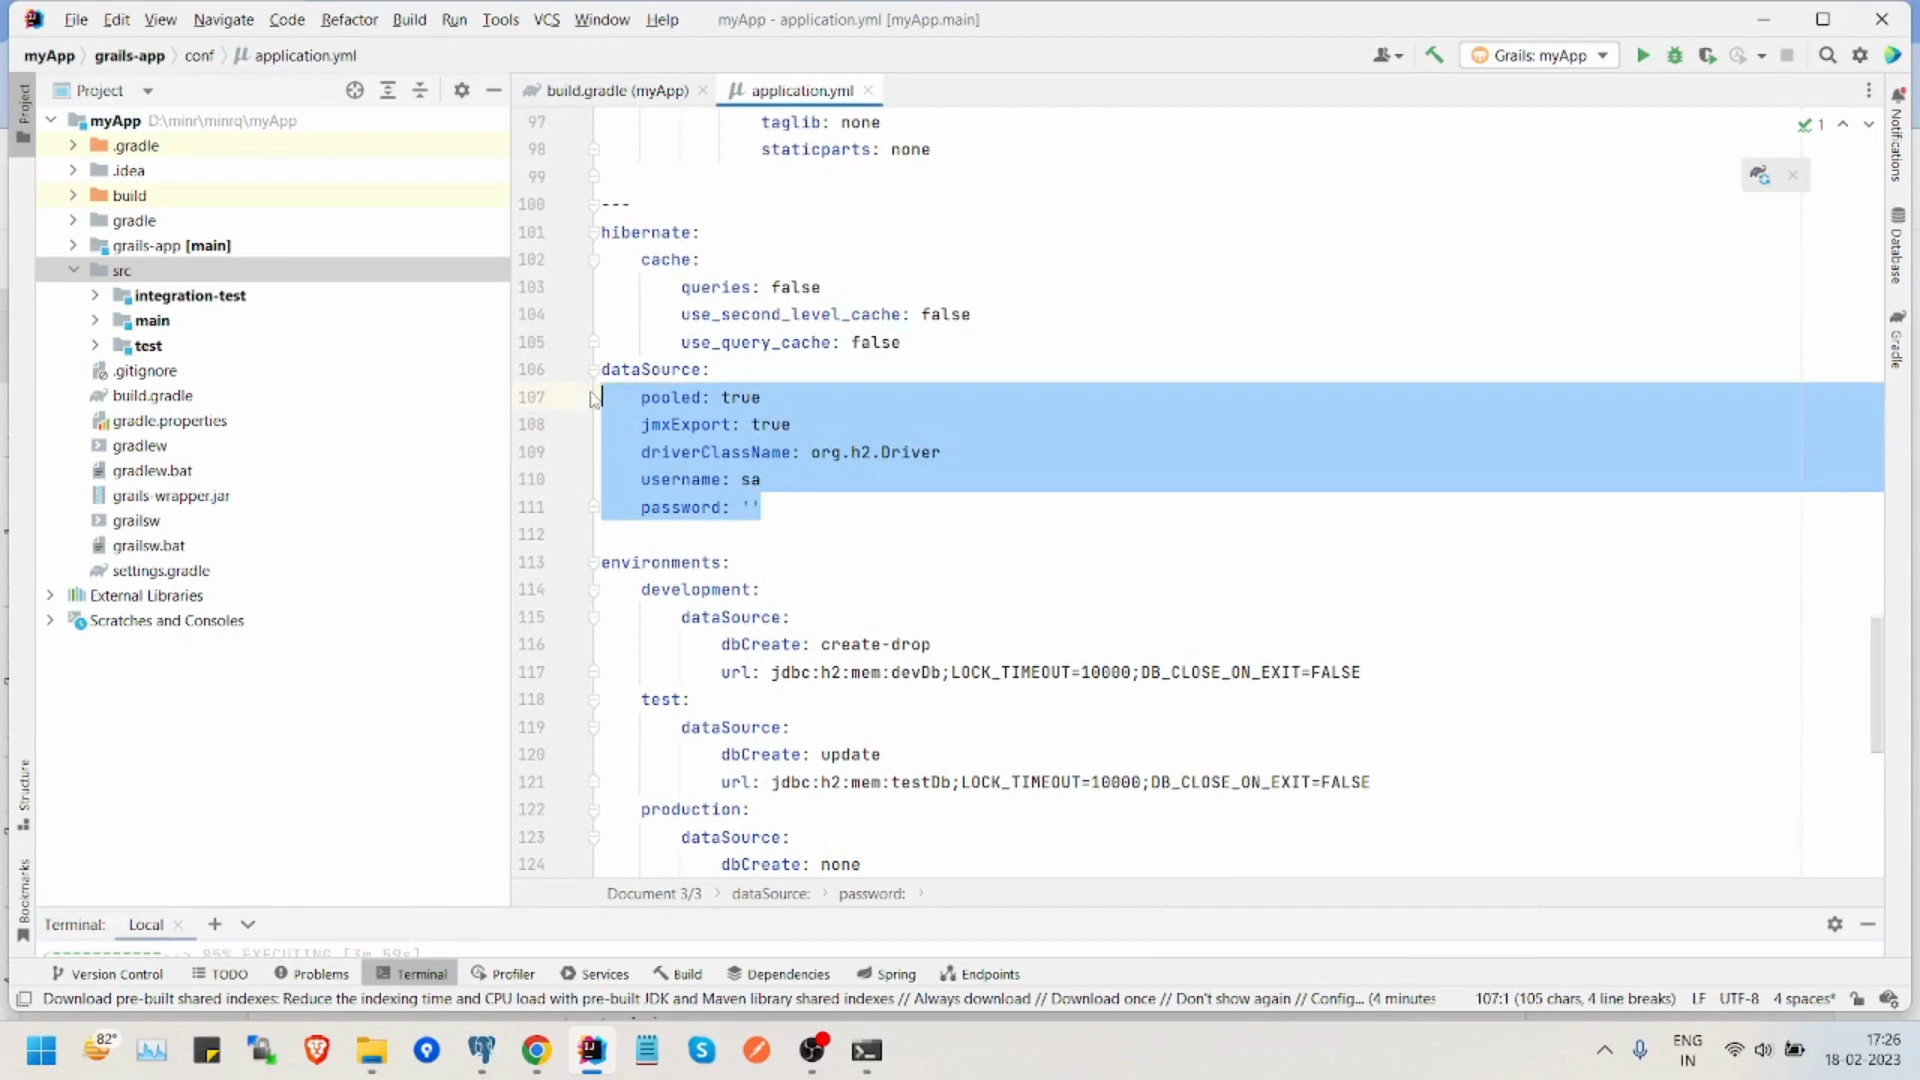 File Edit View Navigate Code Refactor Build Run Tools VCS Window Help myApp - application.yml [myApp.main]
myApp grails-app conf application.yml Grails: myApp
Project
Project
build.gradle (myApp) application.yml
myApp D:\minr\minrq\myApp
.gradle
.idea
build
gradle
grails-app [main]
src
integration-test
main
test
.gitignore
build.gradle
gradle.properties
gradlew
gradlew.bat
grails-wrapper.jar
grailsw
grailsw.bat
settings.gradle
External Libraries
Scratches and Consoles
Structure
Bookmarks
1
97 taglib: none
98 staticparts: none
99
100 ---
101 hibernate:
102 cache:
103 queries: false
104 use_second_level_cache: false
105 use_query_cache: false
106 dataSource:
107 pooled: true
108 jmxExport: true
109 driverClassName: org.h2.Driver
110 username: sa
111 password: ''
112
113 environments:
114 development:
115 dataSource:
116 dbCreate: create-drop
117 url: jdbc:h2:mem:devDb;LOCK_TIMEOUT=10000;DB_CLOSE_ON_EXIT=FALSE
118 test:
119 dataSource:
120 dbCreate: update
121 url: jdbc:h2:mem:testDb;LOCK_TIMEOUT=10000;DB_CLOSE_ON_EXIT=FALSE
122 production:
123 dataSource:
124 dbCreate: none
Notifications
Database
Gradle
Document 3/3 dataSource: password:
Terminal: Local
85% EXECUTING [3m 59s]
Version Control TODO Problems Terminal Profiler Services Build Dependencies Spring Endpoints
Download pre-built shared indexes: Reduce the indexing time and CPU load with pre-built JDK and Maven library shared indexes // Always download // Download once // Don't show again // Config... (4 minutes 107:1 (105 chars, 4 line breaks) LF UTF-8 4 spaces*
82°
ENG
IN
17:26
18-02-2023